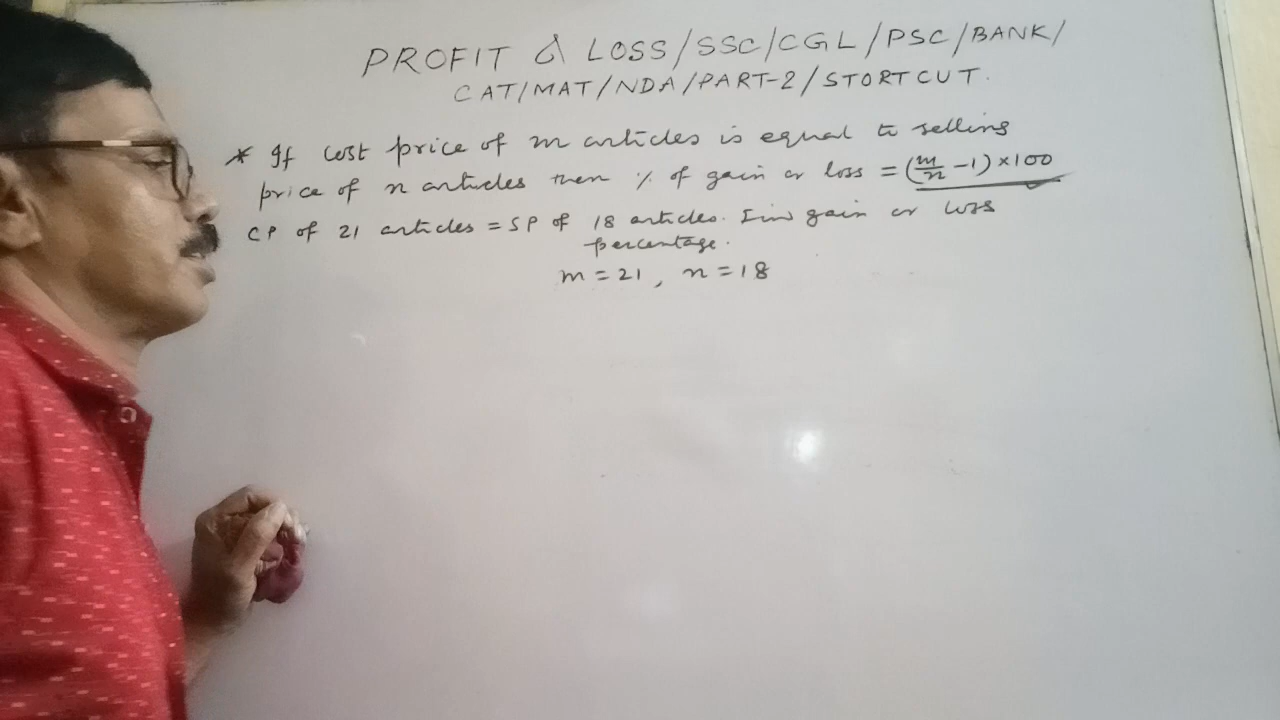 PROFIT & LOSS/SSC/CGL/PSC/BANK/
CAT/MAT/NDA/PART-2/STORTCUT.
* If cost price of m articles is equal to selling
price of n articles then % of gain or loss = (m/n - 1) × 100
CP of 21 articles = SP of 18 articles. Find gain or loss
percentage.
m = 21, n = 18